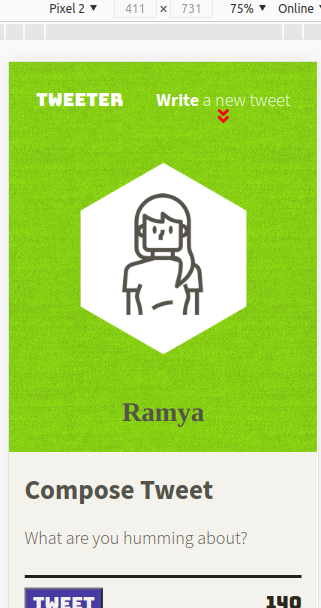 Pixel 2 ▼ 411 × 731 75% ▼ Online
TWEETER Write a new tweet
Ramya
Compose Tweet
What are you humming about?
TWEET 140